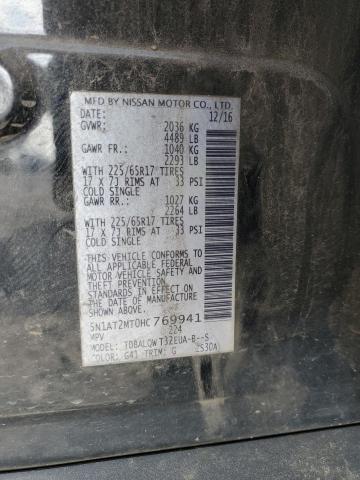 MFD BY NISSAN MOTOR CO., LTD.
DATE: 12/16
GVWR: 2036 KG
4489 LB
GAWR FR: 1040 KG
2293 LB
WITH 225/65R17 TIRES
17 X 7J RIMS AT 33 PSI
COLD SINGLE
GAWR RR: 1027 KG
2264 LB
WITH 225/65R17 TIRES
17 X 7J RIMS AT 33 PSI
COLD SINGLE
THIS VEHICLE CONFORMS TO
ALL APPLICABLE FEDERAL MOTOR
VEHICLE SAFETY AND
THEFT PREVENTION
STANDARDS IN EFFECT ON
THE DATE OF MANUFACTURE
SHOWN ABOVE.
5N1AT2MT0HC769941
MPV 224
MODEL: TDBALQWT32EUA-B--S
COLOR: G41 TRIM: G 2530A